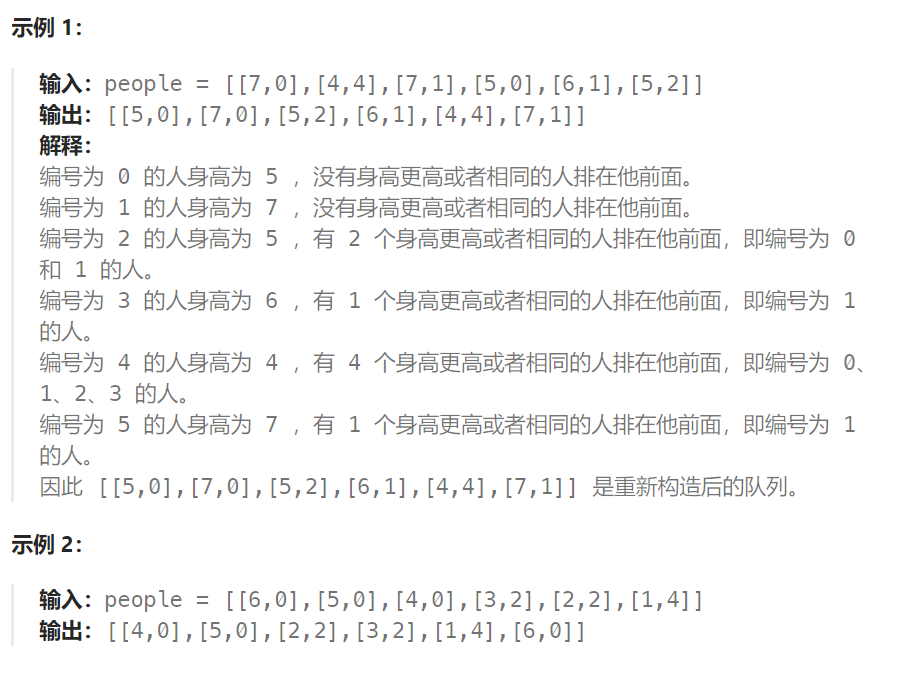 示例 1：
输入：people = [[7,0],[4,4],[7,1],[5,0],[6,1],[5,2]]
输出：[[5,0],[7,0],[5,2],[6,1],[4,4],[7,1]]
解释：
编号为 0 的人身高为 5 ，没有身高更高或者相同的人排在他前面。
编号为 1 的人身高为 7 ，没有身高更高或者相同的人排在他前面。
编号为 2 的人身高为 5 ，有 2 个身高更高或者相同的人排在他前面，即编号为 0
和 1 的人。
编号为 3 的人身高为 6 ，有 1 个身高更高或者相同的人排在他前面，即编号为 1
的人。
编号为 4 的人身高为 4 ，有 4 个身高更高或者相同的人排在他前面，即编号为 0、
1、2、3 的人。
编号为 5 的人身高为 7 ，有 1 个身高更高或者相同的人排在他前面，即编号为 1
的人。
因此 [[5,0],[7,0],[5,2],[6,1],[4,4],[7,1]] 是重新构造后的队列。
示例 2：
输入：people = [[6,0],[5,0],[4,0],[3,2],[2,2],[1,4]]
输出：[[4,0],[5,0],[2,2],[3,2],[1,4],[6,0]]